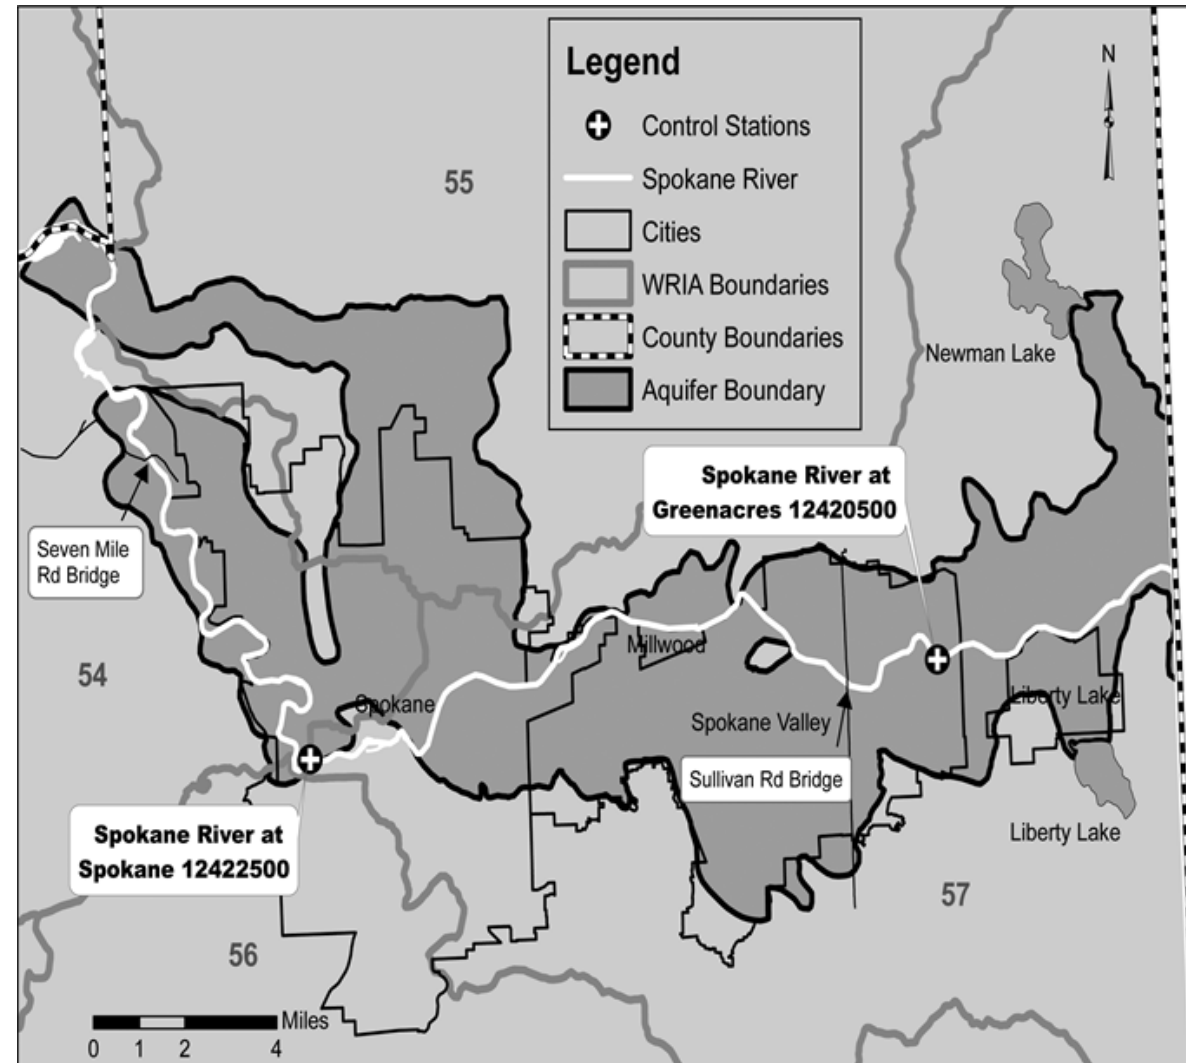 Legend
Control Stations
Spokane River
Cities
WRIA Boundaries
County Boundaries
Aquifer Boundary
N
55
Newman Lake
Spokane River at
Greenacres 12420500
Seven Mile
Rd Bridge
54
Millwood
Spokane
Liberty Lake
Spokane Valley
Sullivan Rd Bridge
Spokane River at
Spokane 12422500
Liberty Lake
57
56
Miles
0 1 2 4